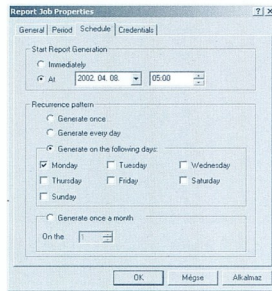 Report Job Properties
General Period Schedule Credentials
Start Report Generation
Immediately
At 2002. 04. 08. 05:00
Recurrence pattern
Generate once
Generate every day
Generate on the following days:
Monday Tuesday Wednesday
Thursday Friday Saturday
Sunday
Generate once a month
On the 1
OK Mégse Alkalmaz